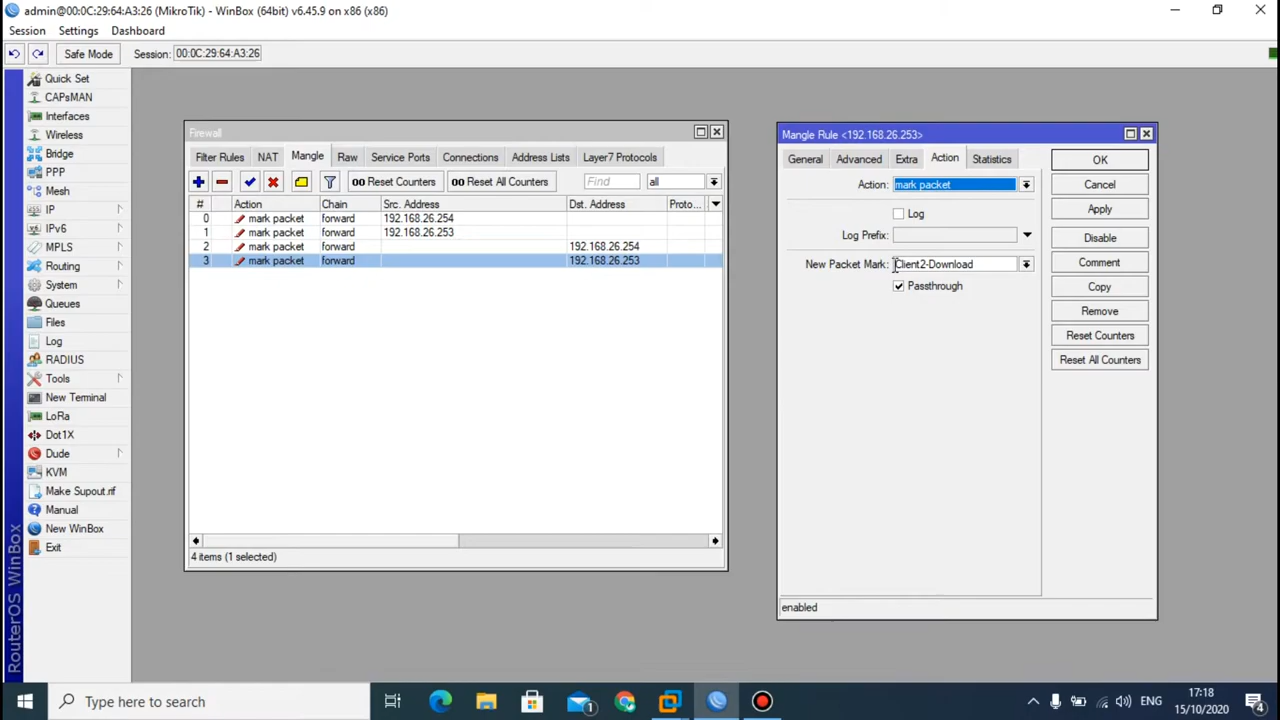 admin@00:0C:29:64:A3:26 (MikroTik) - WinBox (64bit) v6.45.9 on x86 (x86)
Session Settings Dashboard
Safe Mode Session: 00:0C:29:64:A3:26
Quick Set
CAPsMAN
Interfaces
Wireless
Bridge
PPP
Mesh
IP
IPv6
MPLS
Routing
System
Queues
Files
Log
RADIUS
Tools
New Terminal
LoRa
Dot1X
Dude
KVM
Make Supout.rif
Manual
New WinBox
Exit
RouterOS WinBox
Firewall
Filter Rules NAT Mangle Raw Service Ports Connections Address Lists Layer7 Protocols
00 Reset Counters 00 Reset All Counters Find all
# Action Chain Src. Address Dst. Address Proto...
0 mark packet forward 192.168.26.254
1 mark packet forward 192.168.26.253
2 mark packet forward 192.168.26.254
3 mark packet forward 192.168.26.253
4 items (1 selected)
Mangle Rule <192.168.26.253>
General Advanced Extra Action Statistics
Action: mark packet
Log
Log Prefix:
New Packet Mark: Client2-Download
Passthrough
OK
Cancel
Apply
Disable
Comment
Copy
Remove
Reset Counters
Reset All Counters
enabled
Type here to search
1
ENG
17:18
15/10/2020
4